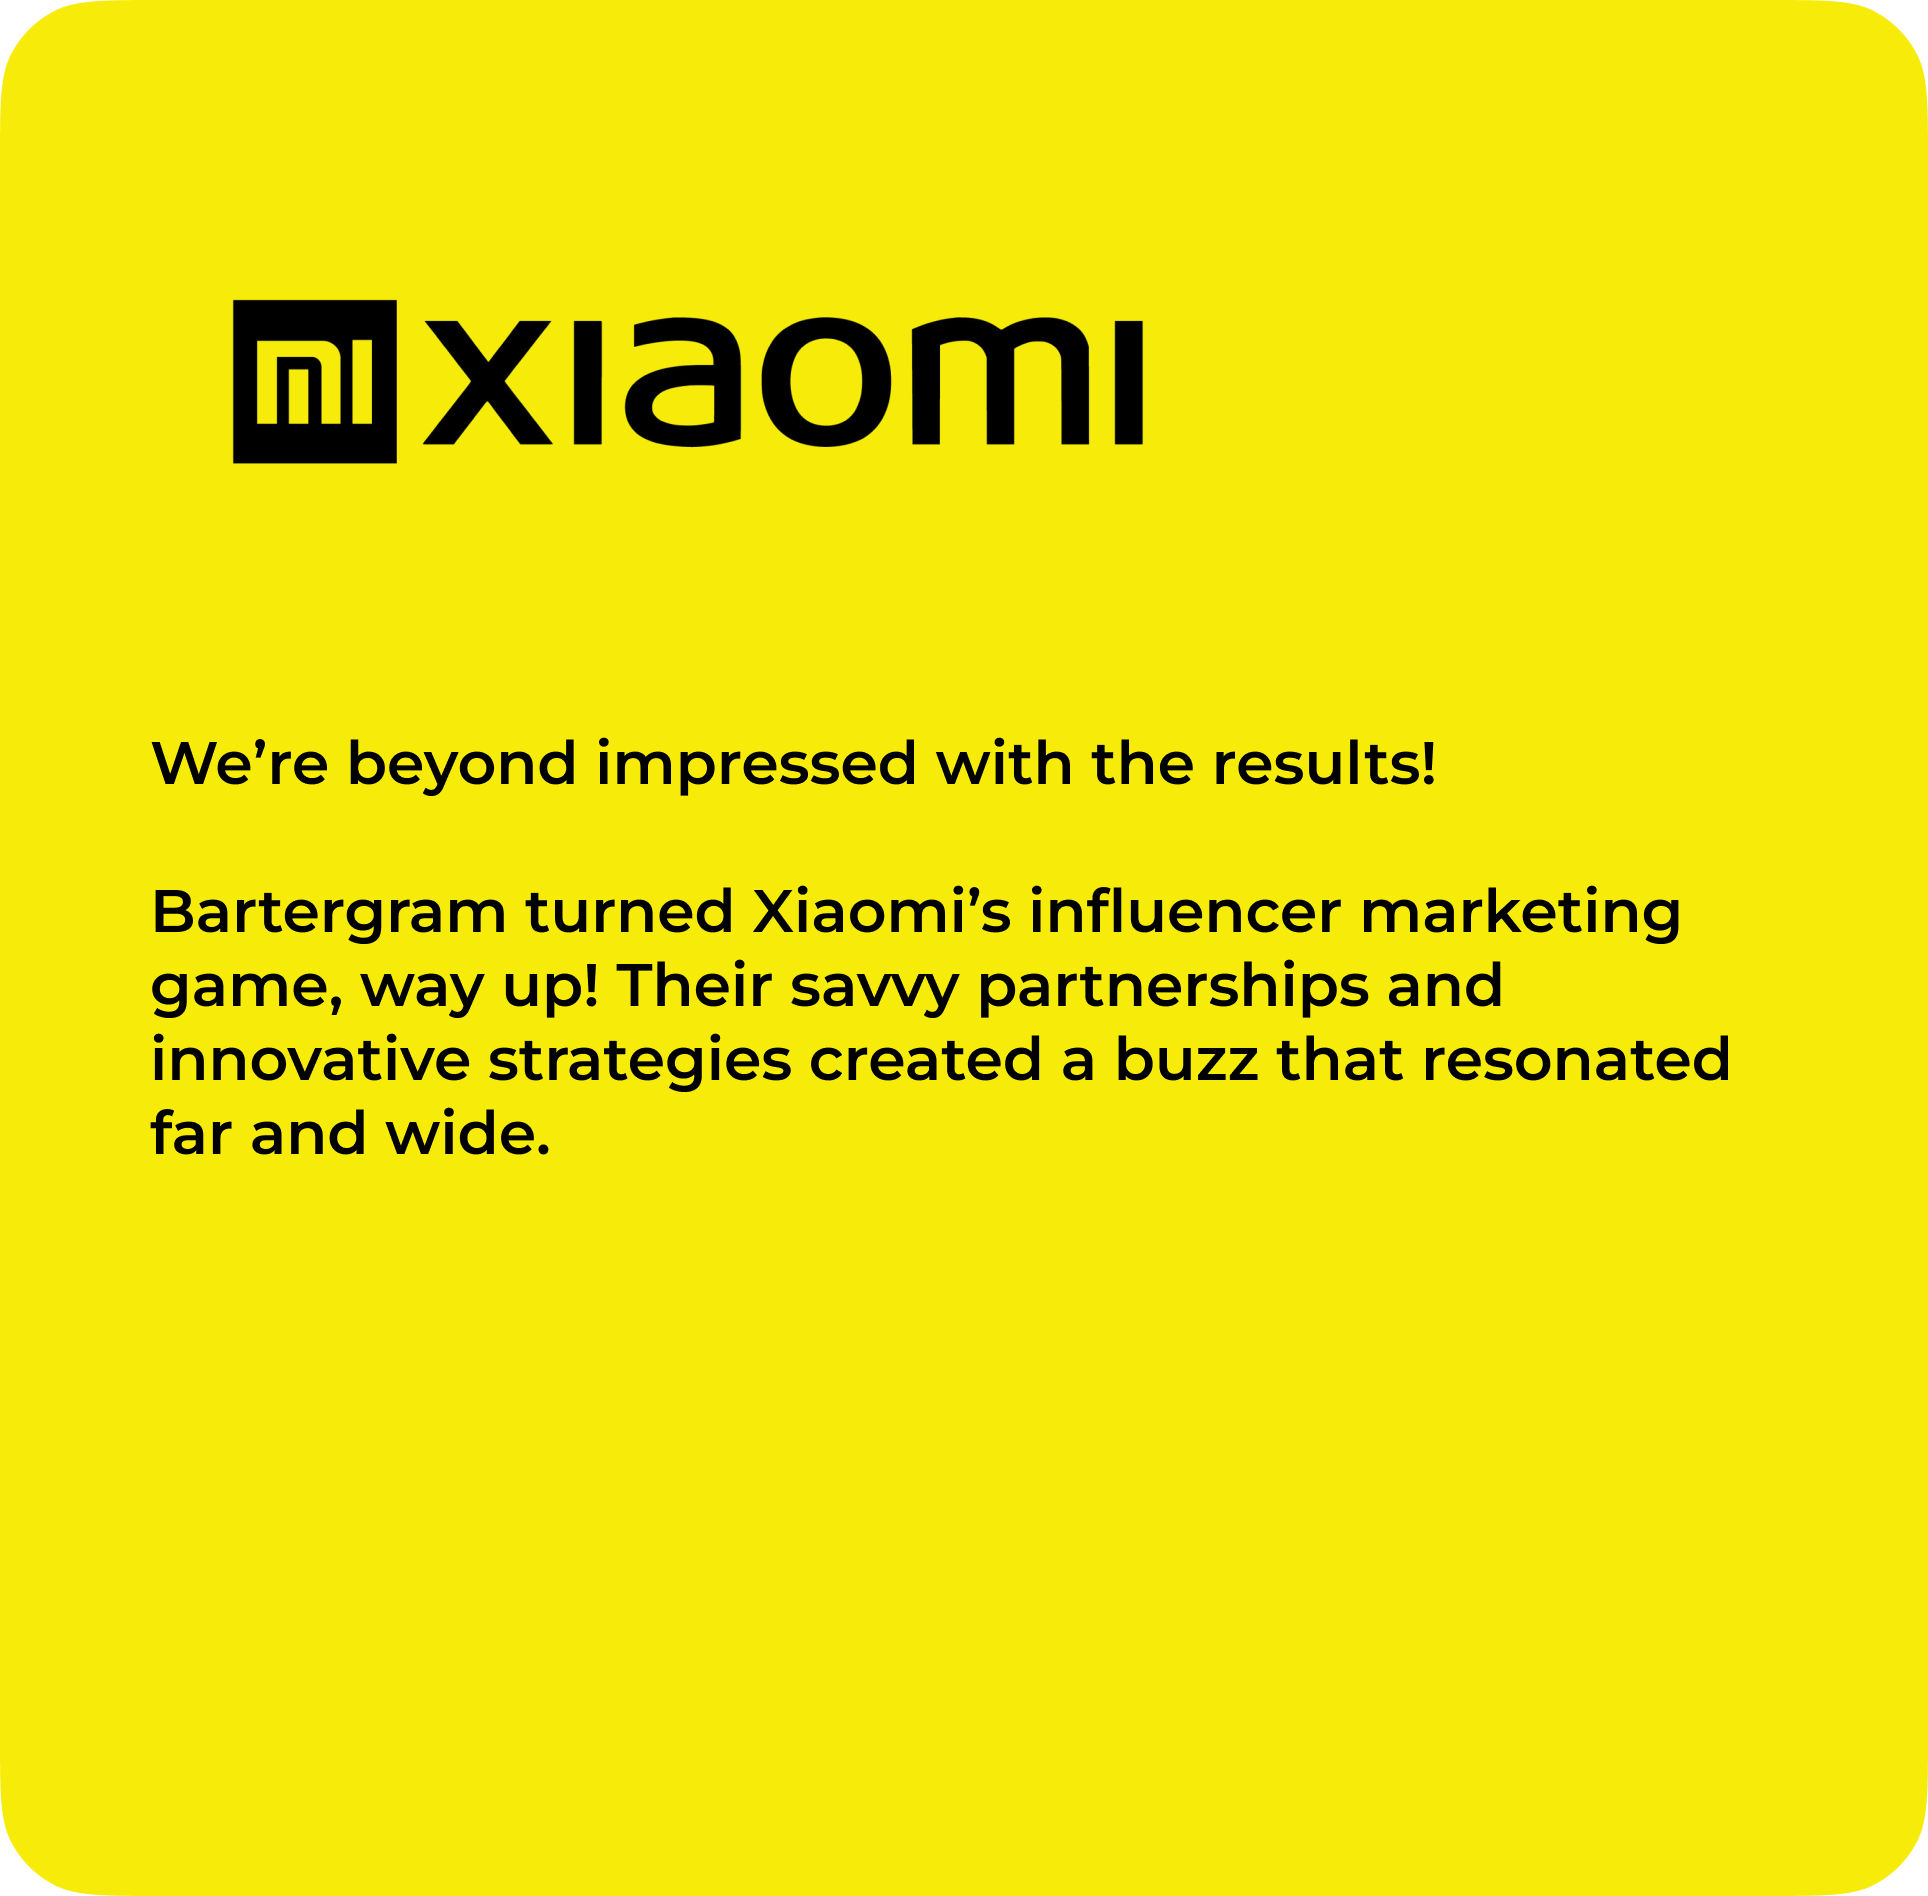 mi xiaomi
We’re beyond impressed with the results!
Bartergram turned Xiaomi’s influencer marketing
game, way up! Their savvy partnerships and
innovative strategies created a buzz that resonated
far and wide.